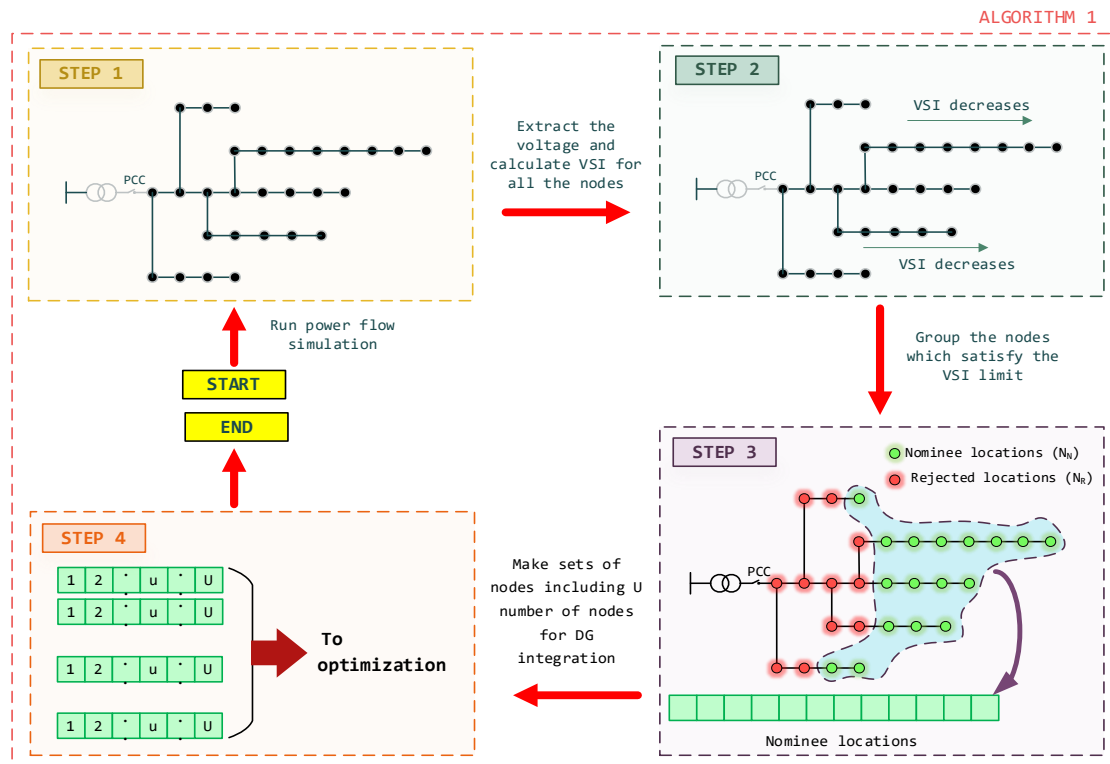 ALGORITHM 1
STEP 1
PCC
Extract the
voltage and
calculate VSI for
all the nodes
STEP 2
VSI decreases
PCC
VSI decreases
Run power flow
simulation
START
END
Group the nodes
which satisfy the
VSI limit
STEP 3
Nominee locations (NN)
Rejected locations (NR)
PCC
Nominee locations
Make sets of
nodes including U
number of nodes
for DG
integration
STEP 4
1 2 . u . U
1 2 . u . U
1 2 . u . U
1 2 . u . U
To
optimization